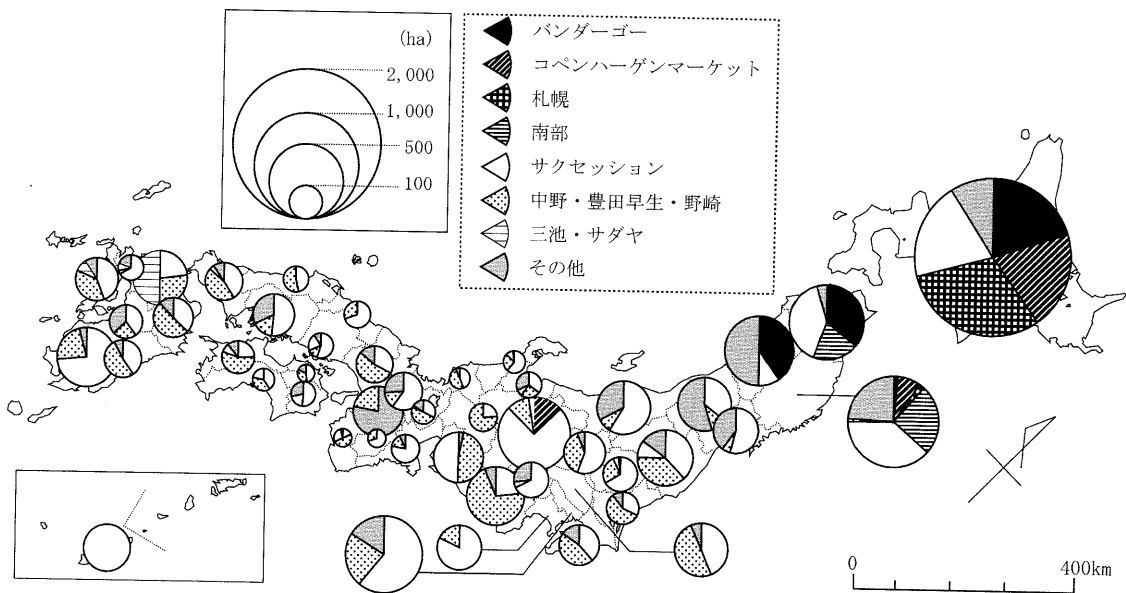 (ha)
2,000
1,000
500
100
バンダーゴー
コペンハーゲンマーケット
札幌
南部
サクセッション
中野・豊田早生・野崎
三池・サダヤ
その他
0
400km